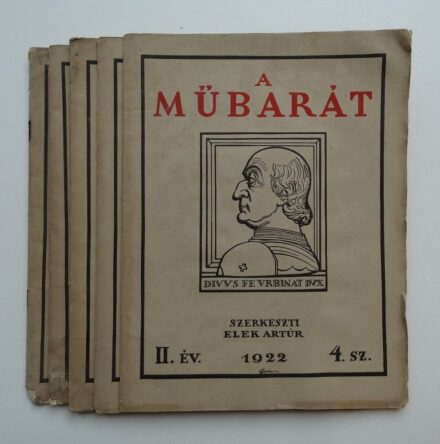 A
MŰBARÁT
DIVVS FE VRBINAT DVX
SZERKESZTI
ELEK ARTÚR
II. ÉV. 1922 4. SZ.